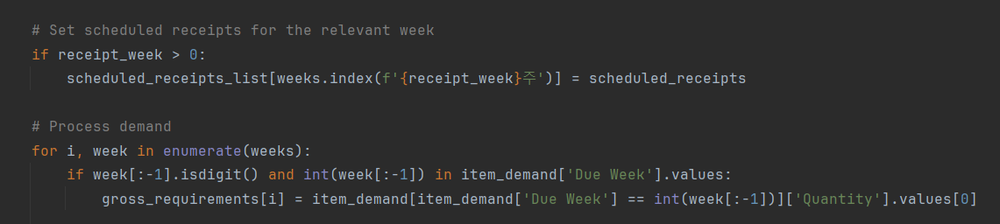 # Set scheduled receipts for the relevant week
if receipt_week > 0:
    scheduled_receipts_list[weeks.index(f'{receipt_week}주')] = scheduled_receipts
# Process demand
for i, week in enumerate(weeks):
    if week[:-1].isdigit() and int(week[:-1]) in item_demand['Due Week'].values:
        gross_requirements[i] = item_demand[item_demand['Due Week'] == int(week[:-1])]['Quantity'].values[0]